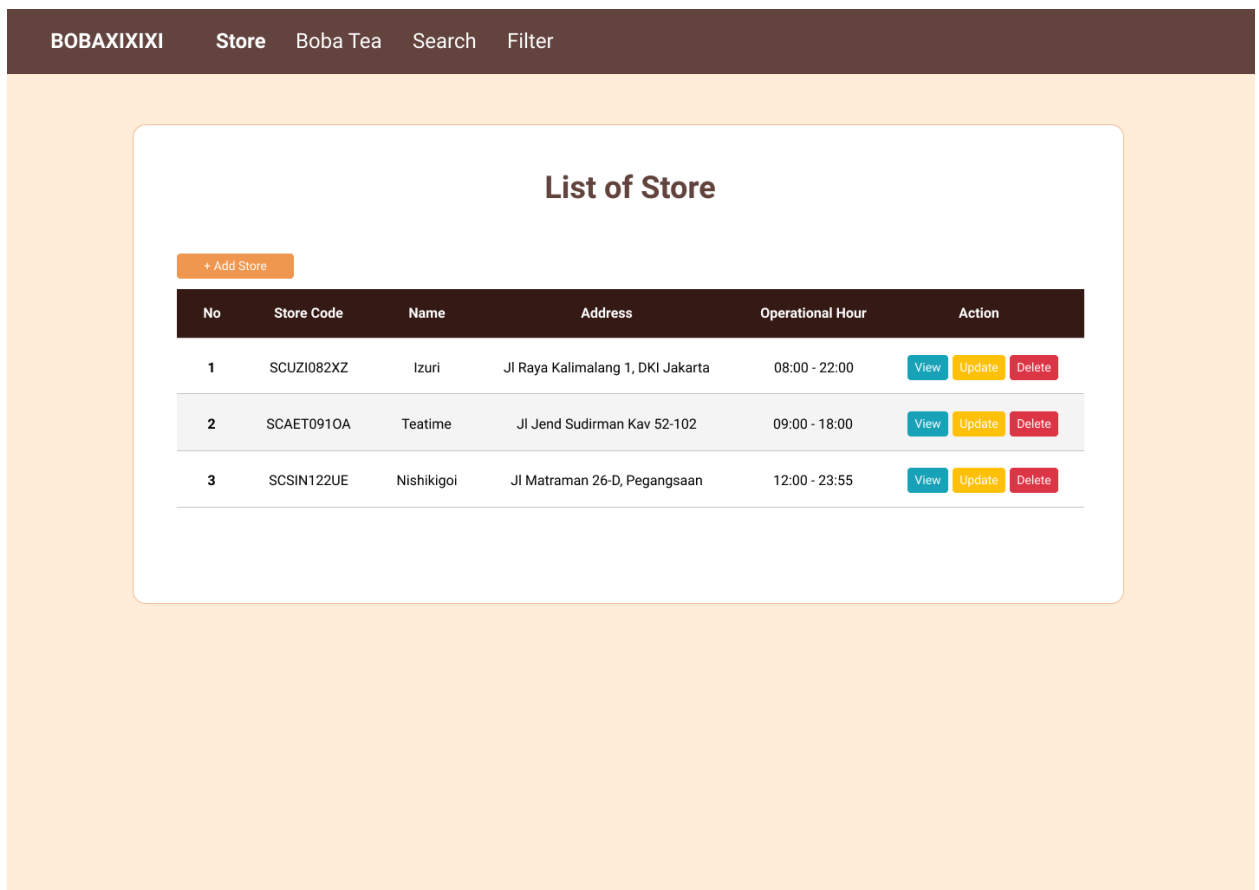 BOBAXIXIXI Store Boba Tea Search Filter
List of Store
+ Add Store
No Store Code Name Address Operational Hour Action
1 SCUZI082XZ Izuri Jl Raya Kalimalang 1, DKI Jakarta 08:00 - 22:00 View Update Delete
2 SCAET091OA Teatime Jl Jend Sudirman Kav 52-102 09:00 - 18:00 View Update Delete
3 SCSIN122UE Nishikigoi Jl Matraman 26-D, Pegangsaan 12:00 - 23:55 View Update Delete